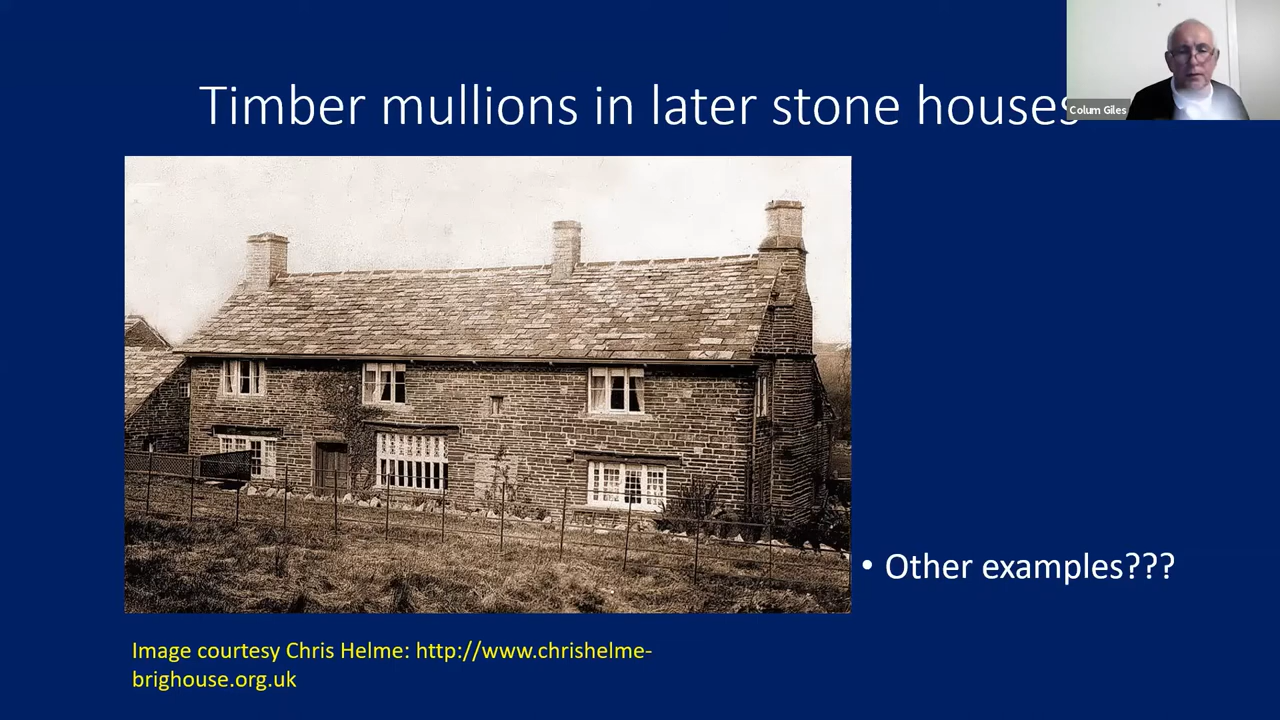 Timber mullions in later stone houses
Colum Giles
• Other examples???
Image courtesy Chris Helme: http://www.chrishelme-
brighouse.org.uk